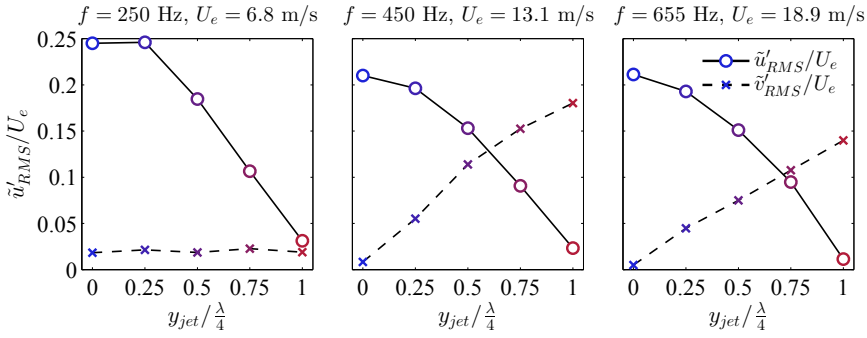 f = 250 Hz, U_e = 6.8 m/s
f = 450 Hz, U_e = 13.1 m/s
f = 655 Hz, U_e = 18.9 m/s
ũ′_RMS/U_e
0.25
0.2
0.15
0.1
0.05
0
ũ′_RMS/U_e
ṽ′_RMS/U_e
0 0.25 0.5 0.75 1
0 0.25 0.5 0.75 1
0 0.25 0.5 0.75 1
y_jet/λ/4
y_jet/λ/4
y_jet/λ/4